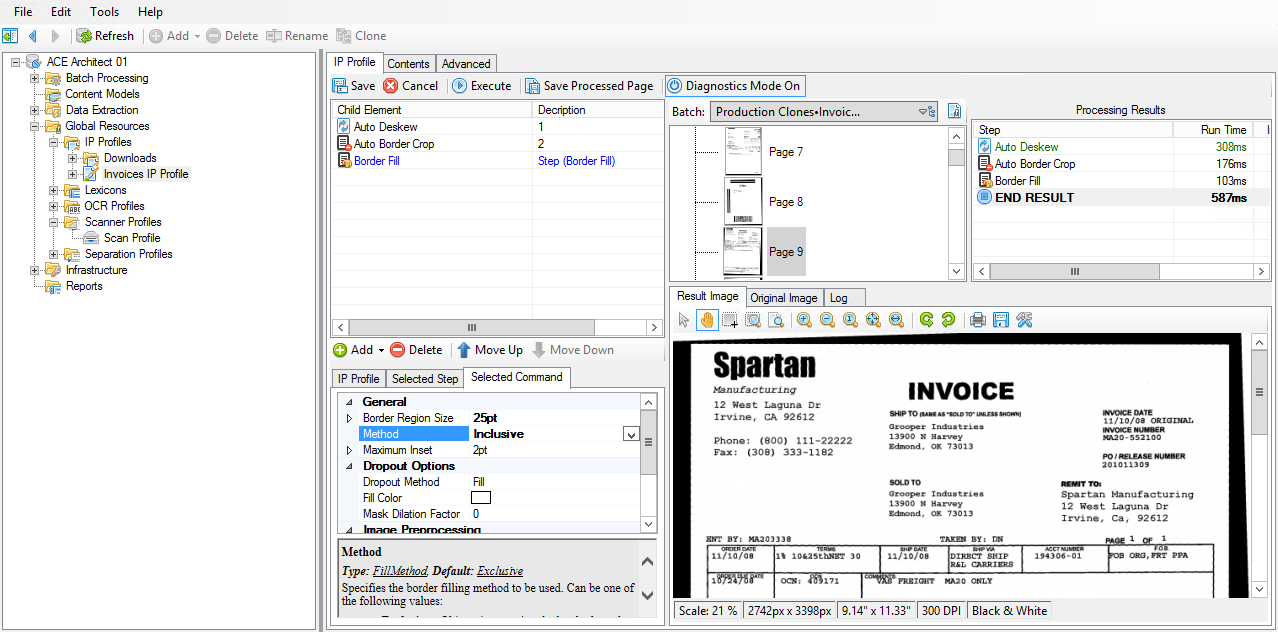 File Edit Tools Help
Refresh Add Delete Rename Clone
ACE Architect 01
Batch Processing
Content Models
Data Extraction
Global Resources
IP Profiles
Downloads
Invoices IP Profile
Lexicons
OCR Profiles
Scanner Profiles
Scan Profile
Separation Profiles
Infrastructure
Reports
IP Profile Contents Advanced
Save Cancel Execute Save Processed Page Diagnostics Mode On
Child Element Decription
Auto Deskew 1
Auto Border Crop 2
Border Fill Step (Border Fill)
Add Delete Move Up Move Down
IP Profile Selected Step Selected Command
General
Border Region Size 25pt
Method Inclusive
Maximum Inset 2pt
Dropout Options
Dropout Method Fill
Fill Color
Mask Dilation Factor 0
Image Preprocessing
Method
Type: FillMethod, Default: Exclusive
Specifies the border filling method to be used. Can be one of
the following values:
Batch: Production Clones•Invoic...
Page 7
Page 8
Page 9
Processing Results
Step Run Time
Auto Deskew 308ms
Auto Border Crop 176ms
Border Fill 103ms
END RESULT 587ms
Result Image Original Image Log
Spartan
Manufacturing
12 West Laguna Dr
Irvine, CA 92612
Phone: (800) 111-22222
Fax: (308) 333-1182
INVOICE
SHIP TO (SAME AS "SOLD TO" UNLESS SHOWN)
Grooper Industries
13900 N Harvey
Edmond, OK 73013
INVOICE DATE
11/10/08 ORIGINAL
INVOICE NUMBER
MA20-552100
PO / RELEASE NUMBER
201011309
SOLD TO
Grooper Industries
13900 N Harvey
Edmond, OK 73013
REMIT TO:
Spartan Manufacturing
12 West Laguna Dr
Irvine, Ca, 92612
ENT BY: MA203338 TAKEN BY: DN PAGE 1 OF 1
ORDER DATE TERMS SHIP DATE SHIP VIA ACCT NUMBER F.O.B.
11/10/08 1% 10&25thNET 30 11/10/08 DIRECT SHIP 194306-01 FOB ORG, FRT PPA
R&L CARRIERS
ORDER DUE DATE OCN COMMENTS
10/24/08 OCN: 409171 VAS FREIGHT MA20 ONLY
Scale: 21 % 2742px x 3398px 9.14" x 11.33" 300 DPI Black & White